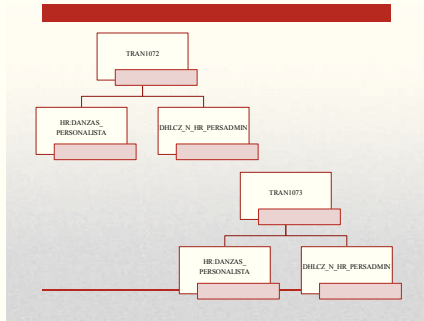 TRAN1072
HR:DANZAS_
PERSONALISTA
DHLCZ_N_HR_PERSADMIN
TRAN1073
HR:DANZAS_
PERSONALISTA
DHLCZ_N_HR_PERSADMIN